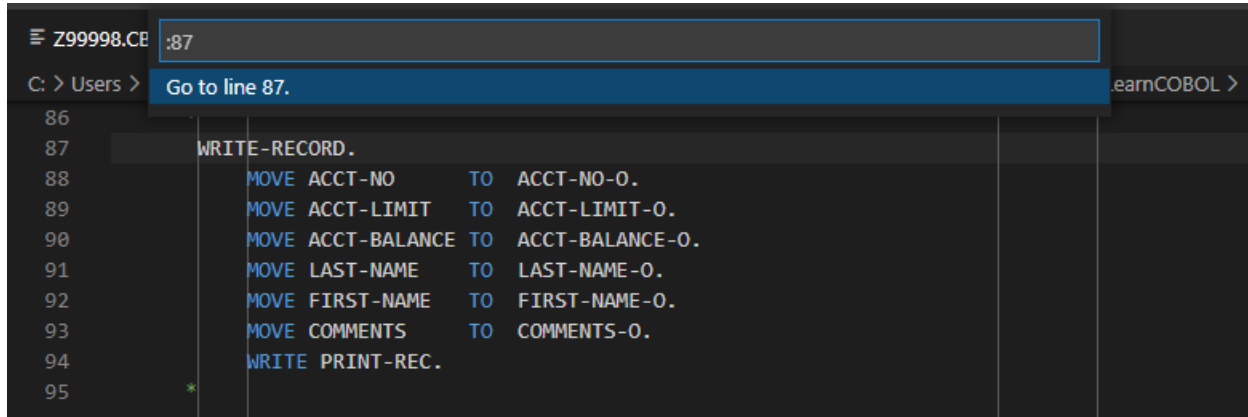 Z99998.CB
:87
C: > Users >
Go to line 87.
earnCOBOL >
86
87 WRITE-RECORD.
88 MOVE ACCT-NO TO ACCT-NO-O.
89 MOVE ACCT-LIMIT TO ACCT-LIMIT-O.
90 MOVE ACCT-BALANCE TO ACCT-BALANCE-O.
91 MOVE LAST-NAME TO LAST-NAME-O.
92 MOVE FIRST-NAME TO FIRST-NAME-O.
93 MOVE COMMENTS TO COMMENTS-O.
94 WRITE PRINT-REC.
95 *